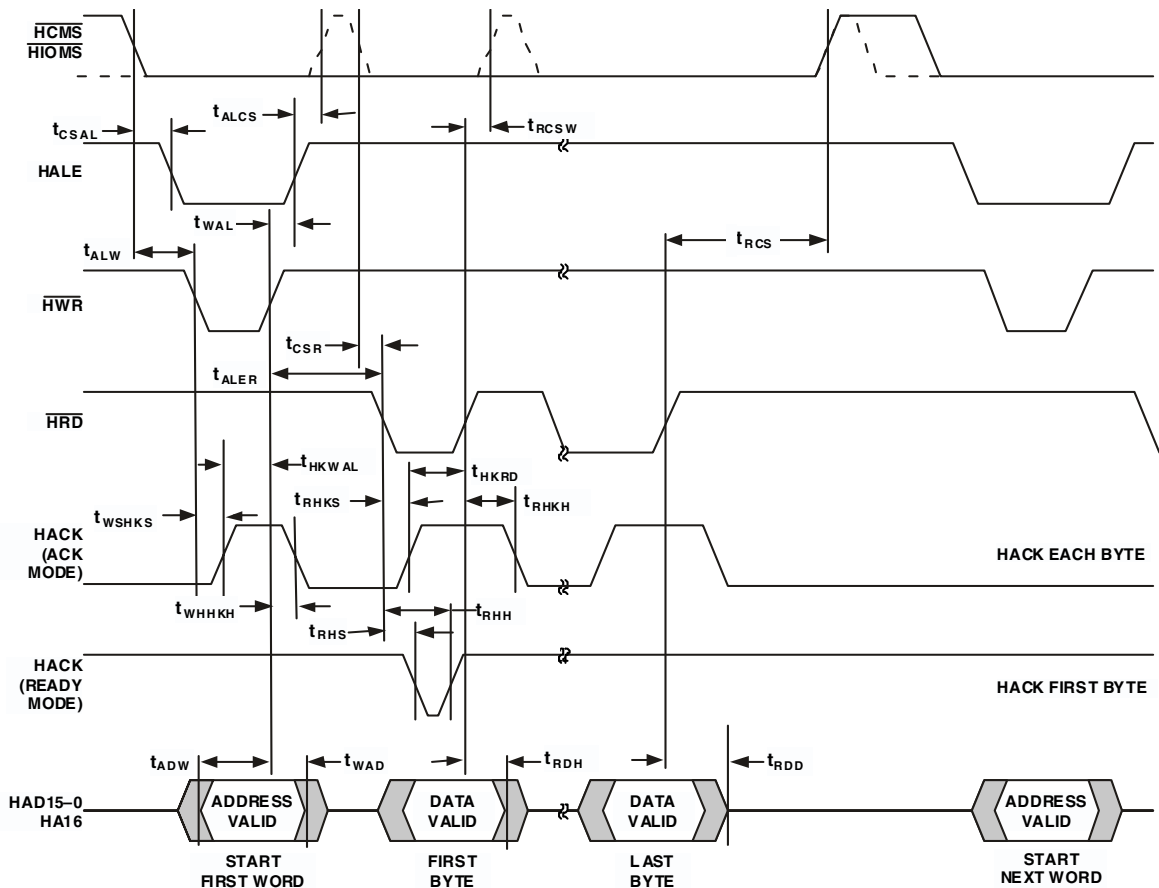 HCMS
HIOMS
tALCS
tCSAL
tRCSW
HALE
tWAL
tALW
tRCS
HWR
tCSR
tALER
HRD
tHKWAL
tHKRD
tRHKS
tRHKH
tWSHKS
HACK
(ACK
MODE)
HACK EACH BYTE
tWHHKH
tRHH
tRHS
HACK
(READY
MODE)
HACK FIRST BYTE
tADW
tWAD
tRDH
tRDD
HAD15–0
HA16
ADDRESS
VALID
DATA
VALID
DATA
VALID
ADDRESS
VALID
START
FIRST WORD
FIRST
BYTE
LAST
BYTE
START
NEXT WORD